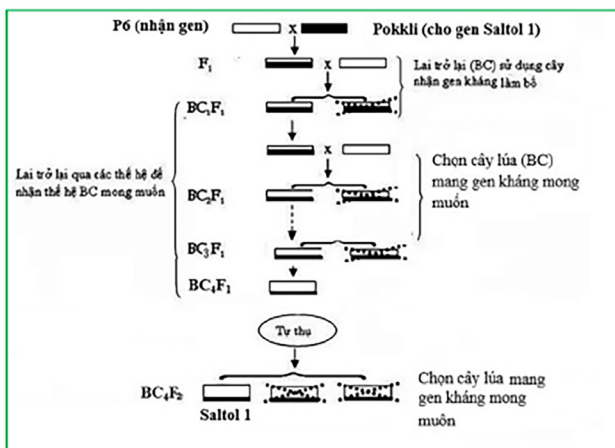 P6 (nhận gen)
x
Pokkli (cho gen Saltol 1)
F₁
x
Lai trở lại (BC) sử dụng cây
nhận gen kháng
làm bố
BC₁F₁
x
Lai trở lại qua các thế hệ để
nhận thế hệ BC mong muốn
Chọn cây lúa (BC)
mang gen kháng mong
muốn
BC₂F₁
BC₃F₁
BC₄F₁
Tự thụ
BC₄F₂
Saltol 1
Chọn cây lúa mang
gen kháng mong
muôn